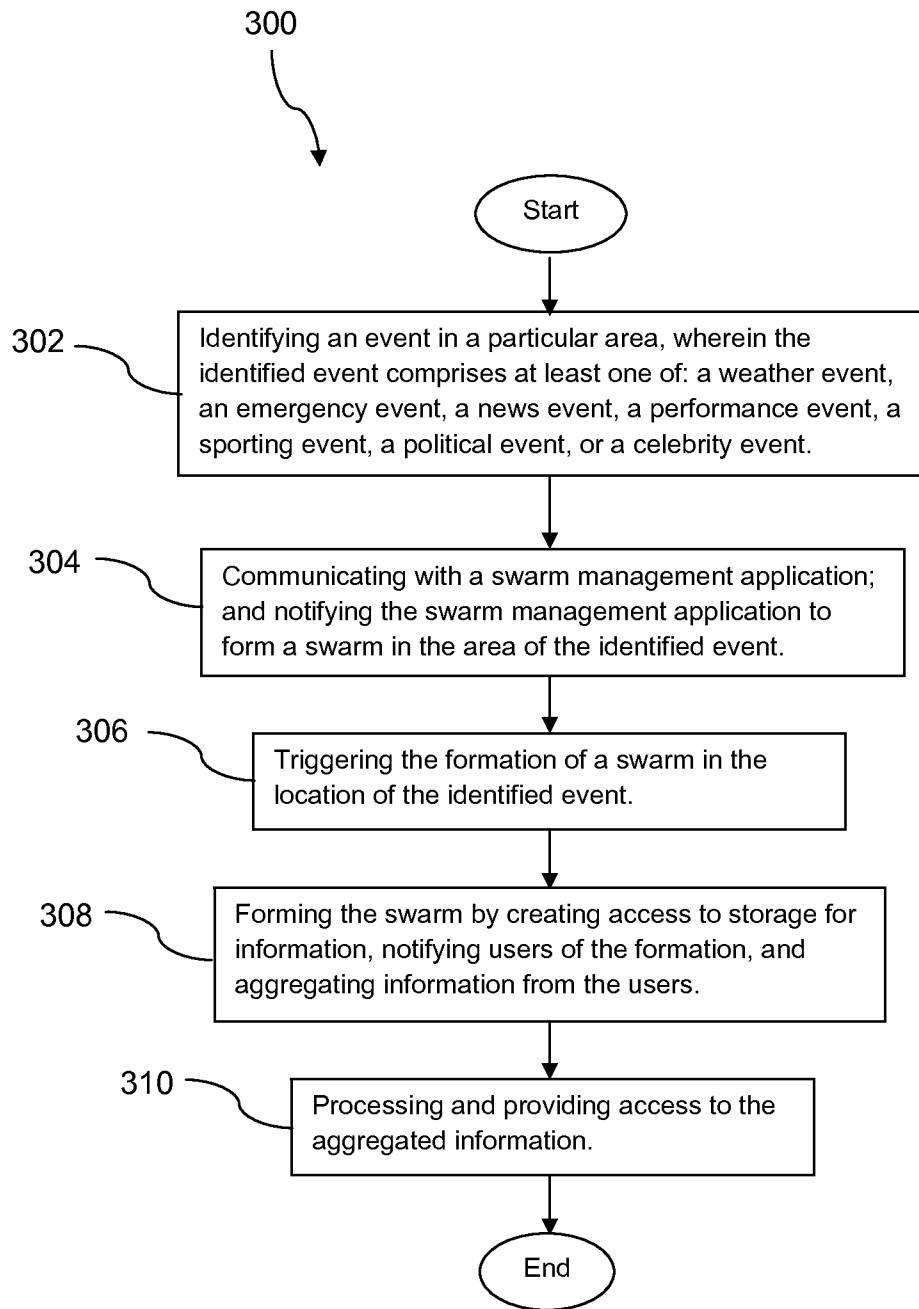 300
Start
302
Identifying an event in a particular area, wherein the
identified event comprises at least one of: a weather event,
an emergency event, a news event, a performance event, a
sporting event, a political event, or a celebrity event.
304
Communicating with a swarm management application;
and notifying the swarm management application to
form a swarm in the area of the identified event.
306
Triggering the formation of a swarm in the
location of the identified event.
308
Forming the swarm by creating access to storage for
information, notifying users of the formation, and
aggregating information from the users.
310
Processing and providing access to the
aggregated information.
End